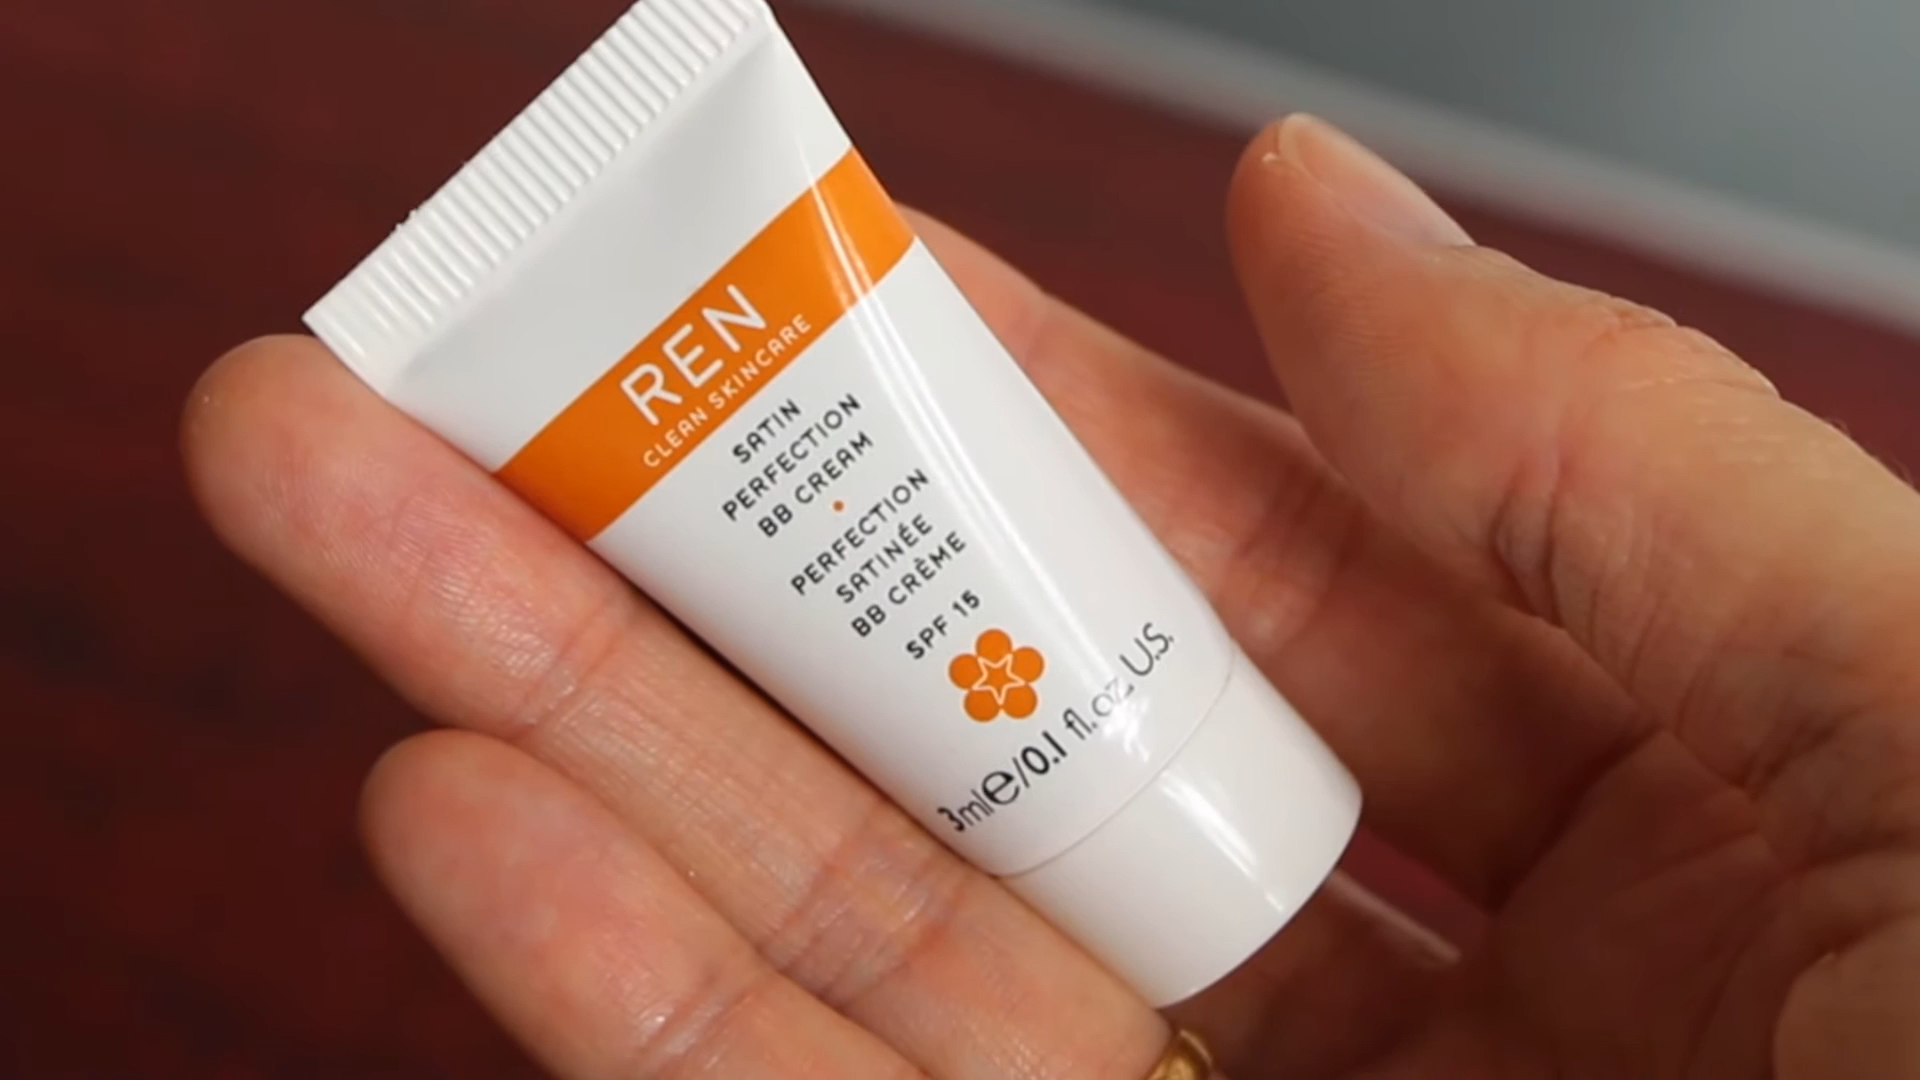 REN
CLEAN SKINCARE
SATIN
PERFECTION
BB CREAM
PERFECTION
SATINÉE
BB CRÈME
SPF 15
3ml℮/0.1 fl.oz U.S.